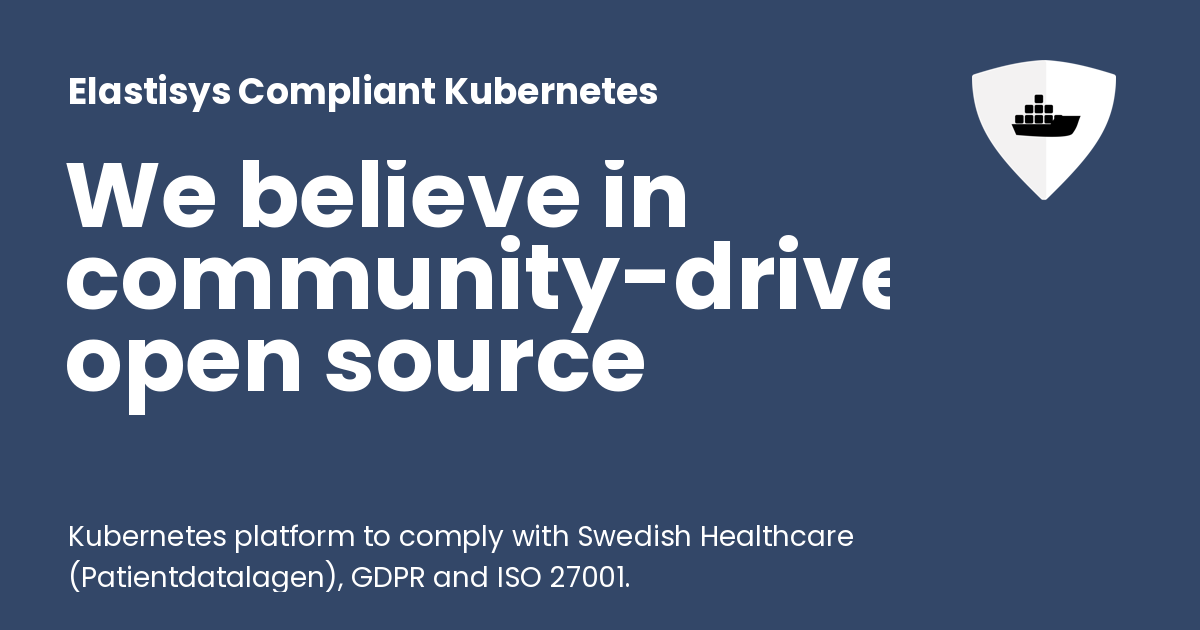 Elastisys Compliant Kubernetes
We believe in
community-drive
open source
Kubernetes platform to comply with Swedish Healthcare
(Patientdatalagen), GDPR and ISO 27001.